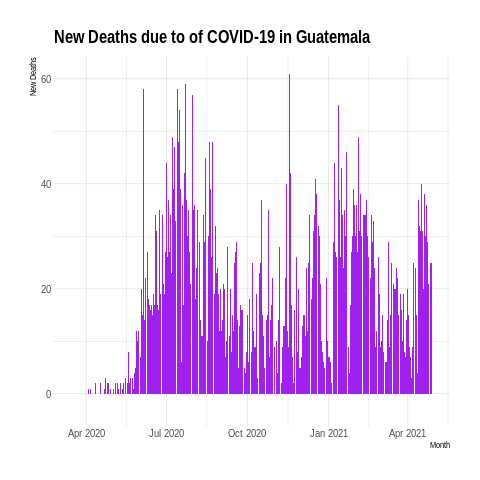 New Deaths due to of COVID-19 in Guatemala
New Deaths
60
40
20
0
Apr 2020 Jul 2020 Oct 2020 Jan 2021 Apr 2021
Month